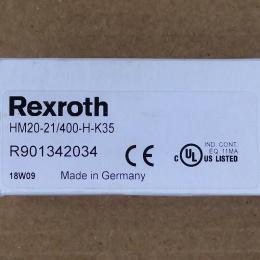 Rexroth
HM20-21/400-H-K35
R901342034
CE
c UL US LISTED
IND. CONT.
EQ. 11MA
18W09 Made in Germany